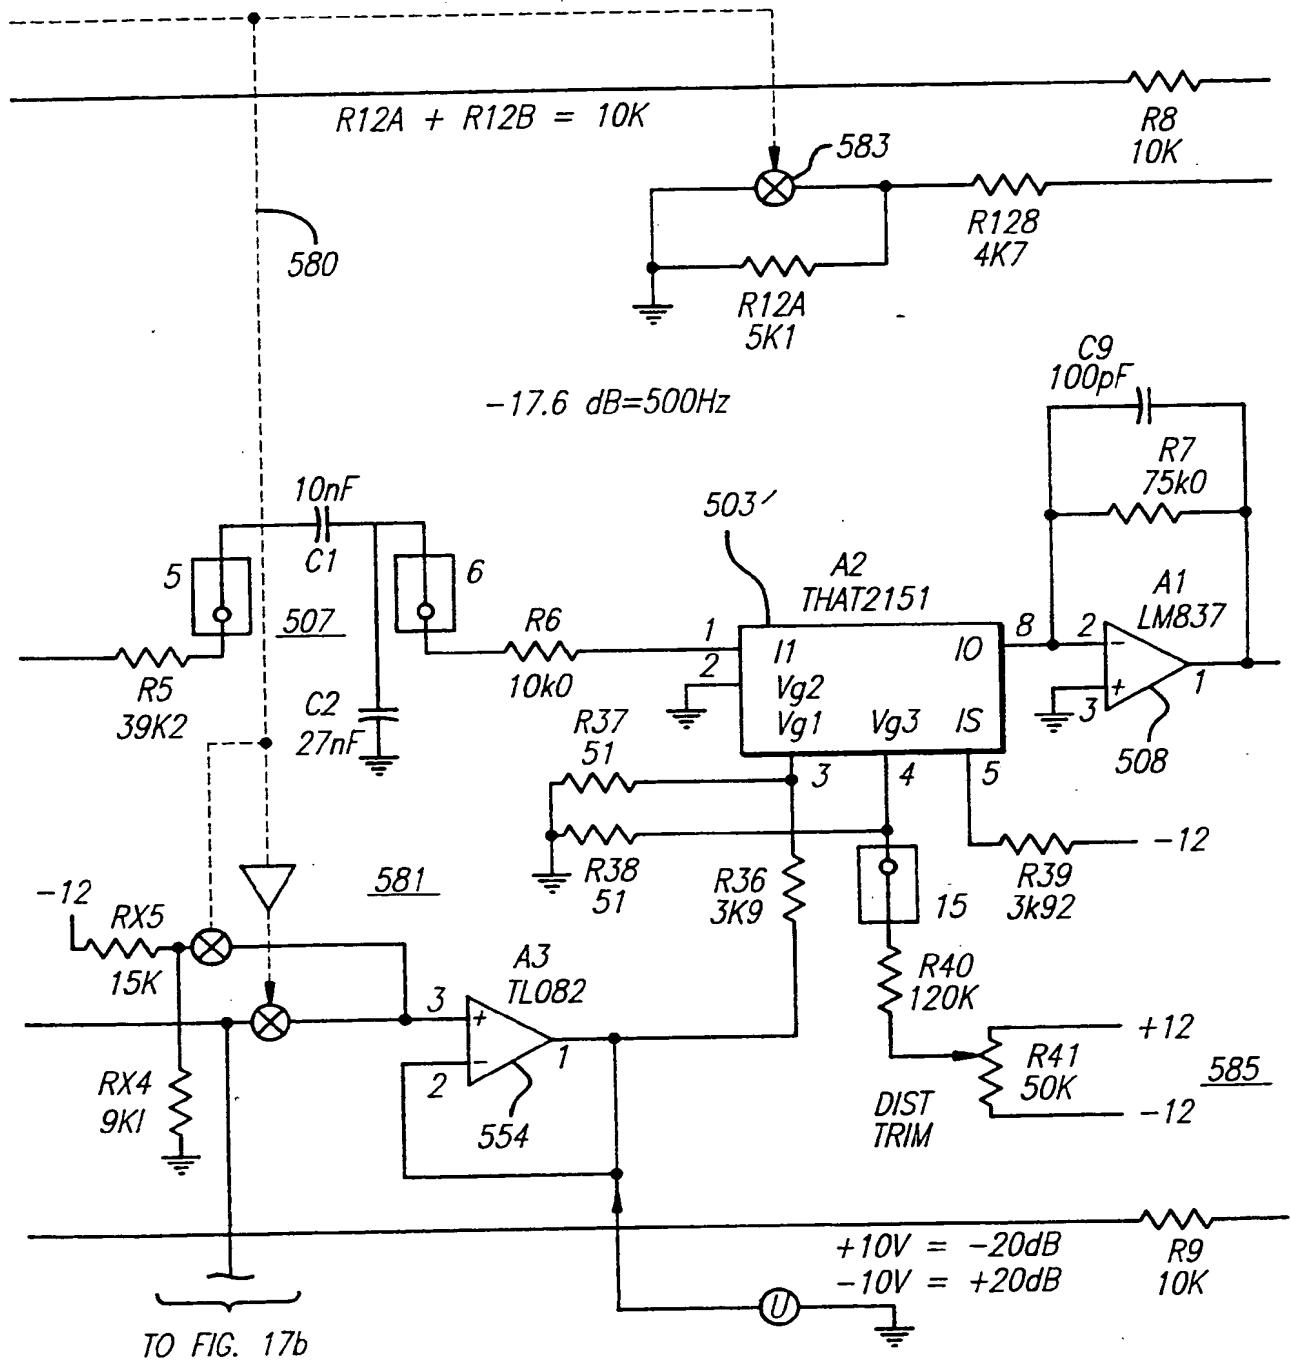 R12A + R12B = 10K
R8
10K
583
R128
4K7
580
R12A
5K1
C9
100pF
-17.6 dB=500Hz
R7
75k0
10nF
503'
5
C1
6
A2
THAT2151
A1
LM837
507
R6
1
8
2
-
I1
IO
2
R5
39K2
10k0
Vg2
+
3
1
C2
27nF
R37
51
Vg1
Vg3
IS
3
4
5
508
-12
R38
51
R36
3K9
R39
3k92
-12
581
15
RX5
15K
A3
TL082
R40
120K
3
+
+12
1
-
2
R41
50K
585
RX4
9K1
-12
DIST
TRIM
554
+10V = -20dB
-10V = +20dB
R9
10K
U
TO FIG. 17b